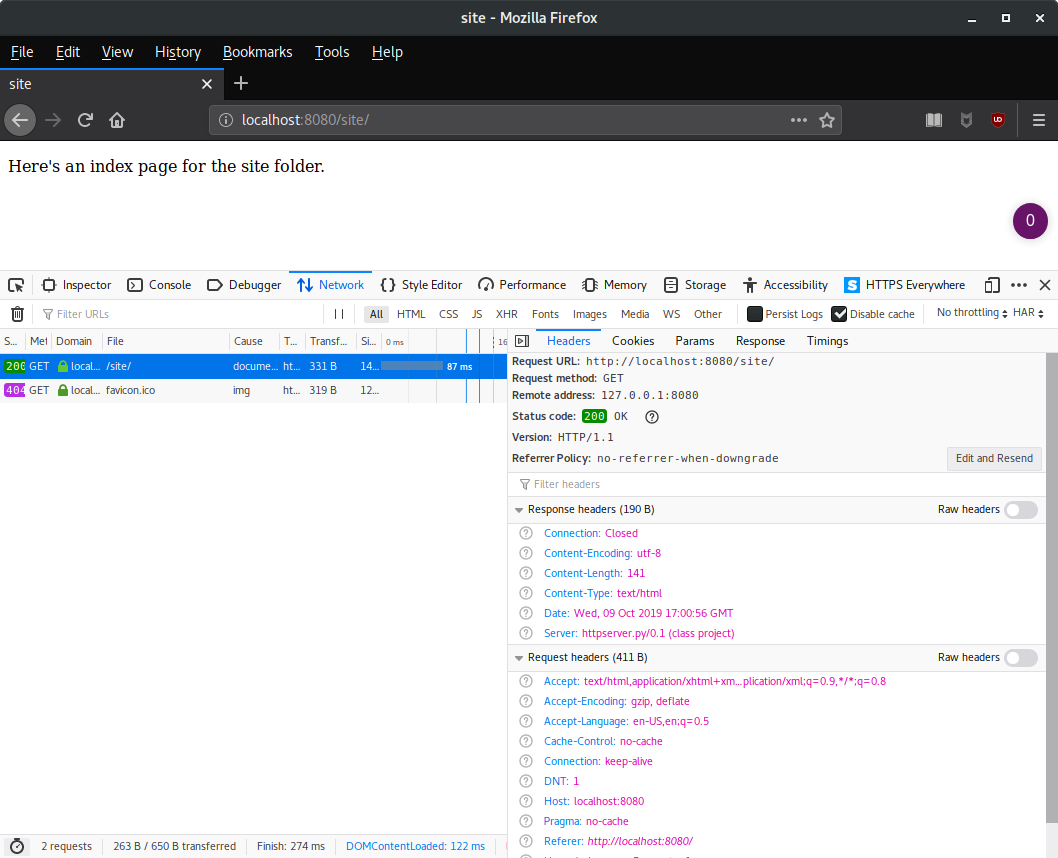 site - Mozilla Firefox
File Edit View History Bookmarks Tools Help
site
localhost:8080/site/
Here's an index page for the site folder.
0
Inspector Console Debugger Network Style Editor Performance Memory Storage Accessibility HTTPS Everywhere
Filter URLs All HTML CSS JS XHR Fonts Images Media WS Other Persist Logs Disable cache No throttling HAR
S... Met Domain File Cause T... Transf... Si... 0 ms 16
200 GET local... /site/ docume... ht... 331 B 14... 87 ms
404 GET local... favicon.ico img ht... 319 B 12...
Headers Cookies Params Response Timings
Request URL: http://localhost:8080/site/
Request method: GET
Remote address: 127.0.0.1:8080
Status code: 200 OK
Version: HTTP/1.1
Referrer Policy: no-referrer-when-downgrade Edit and Resend
Filter headers
Response headers (190 B) Raw headers
Connection: Closed
Content-Encoding: utf-8
Content-Length: 141
Content-Type: text/html
Date: Wed, 09 Oct 2019 17:00:56 GMT
Server: httpserver.py/0.1 (class project)
Request headers (411 B) Raw headers
Accept: text/html,application/xhtml+xm...plication/xml;q=0.9,*/*;q=0.8
Accept-Encoding: gzip, deflate
Accept-Language: en-US,en;q=0.5
Cache-Control: no-cache
Connection: keep-alive
DNT: 1
Host: localhost:8080
Pragma: no-cache
Referer: http://localhost:8080/
2 requests 263 B / 650 B transferred Finish: 274 ms DOMContentLoaded: 122 ms